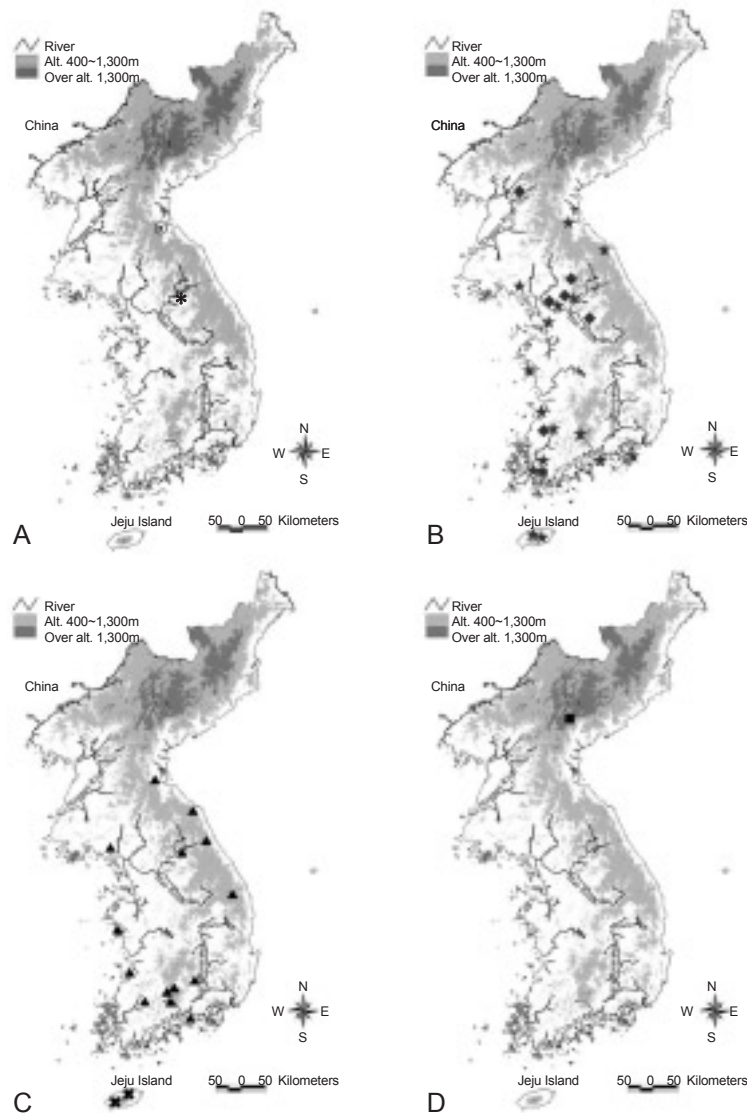 River
Alt. 400~1,300m
Over alt. 1,300m
China
N
W E
S
Jeju Island
50 0 50 Kilometers
A
River
Alt. 400~1,300m
Over alt. 1,300m
China
N
W E
S
Jeju Island
50 0 50 Kilometers
B
River
Alt. 400~1,300m
Over alt. 1,300m
China
N
W E
S
Jeju Island
50 0 50 Kilometers
C
River
Alt. 400~1,300m
Over alt. 1,300m
China
N
W E
S
Jeju Island
50 0 50 Kilometers
D